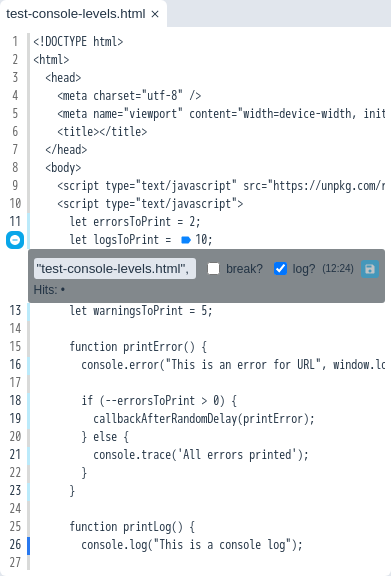 test-console-levels.html ×
1 <!DOCTYPE html>
2 <html>
3 <head>
4 <meta charset="utf-8" />
5 <meta name="viewport" content="width=device-width, init
6 <title></title>
7 </head>
8 <body>
9 <script type="text/javascript" src="https://unpkg.com/r
10 <script type="text/javascript">
11 let errorsToPrint = 2;
let logsToPrint = 10;
"test-console-levels.html", break? log? (12:24)
Hits: •
13 let warningsToPrint = 5;
14
15 function printError() {
16 console.error("This is an error for URL", window.lo
17
18 if (--errorsToPrint > 0) {
19 callbackAfterRandomDelay(printError);
20 } else {
21 console.trace('All errors printed');
22 }
23 }
24
25 function printLog() {
26 console.log("This is a console log");
27